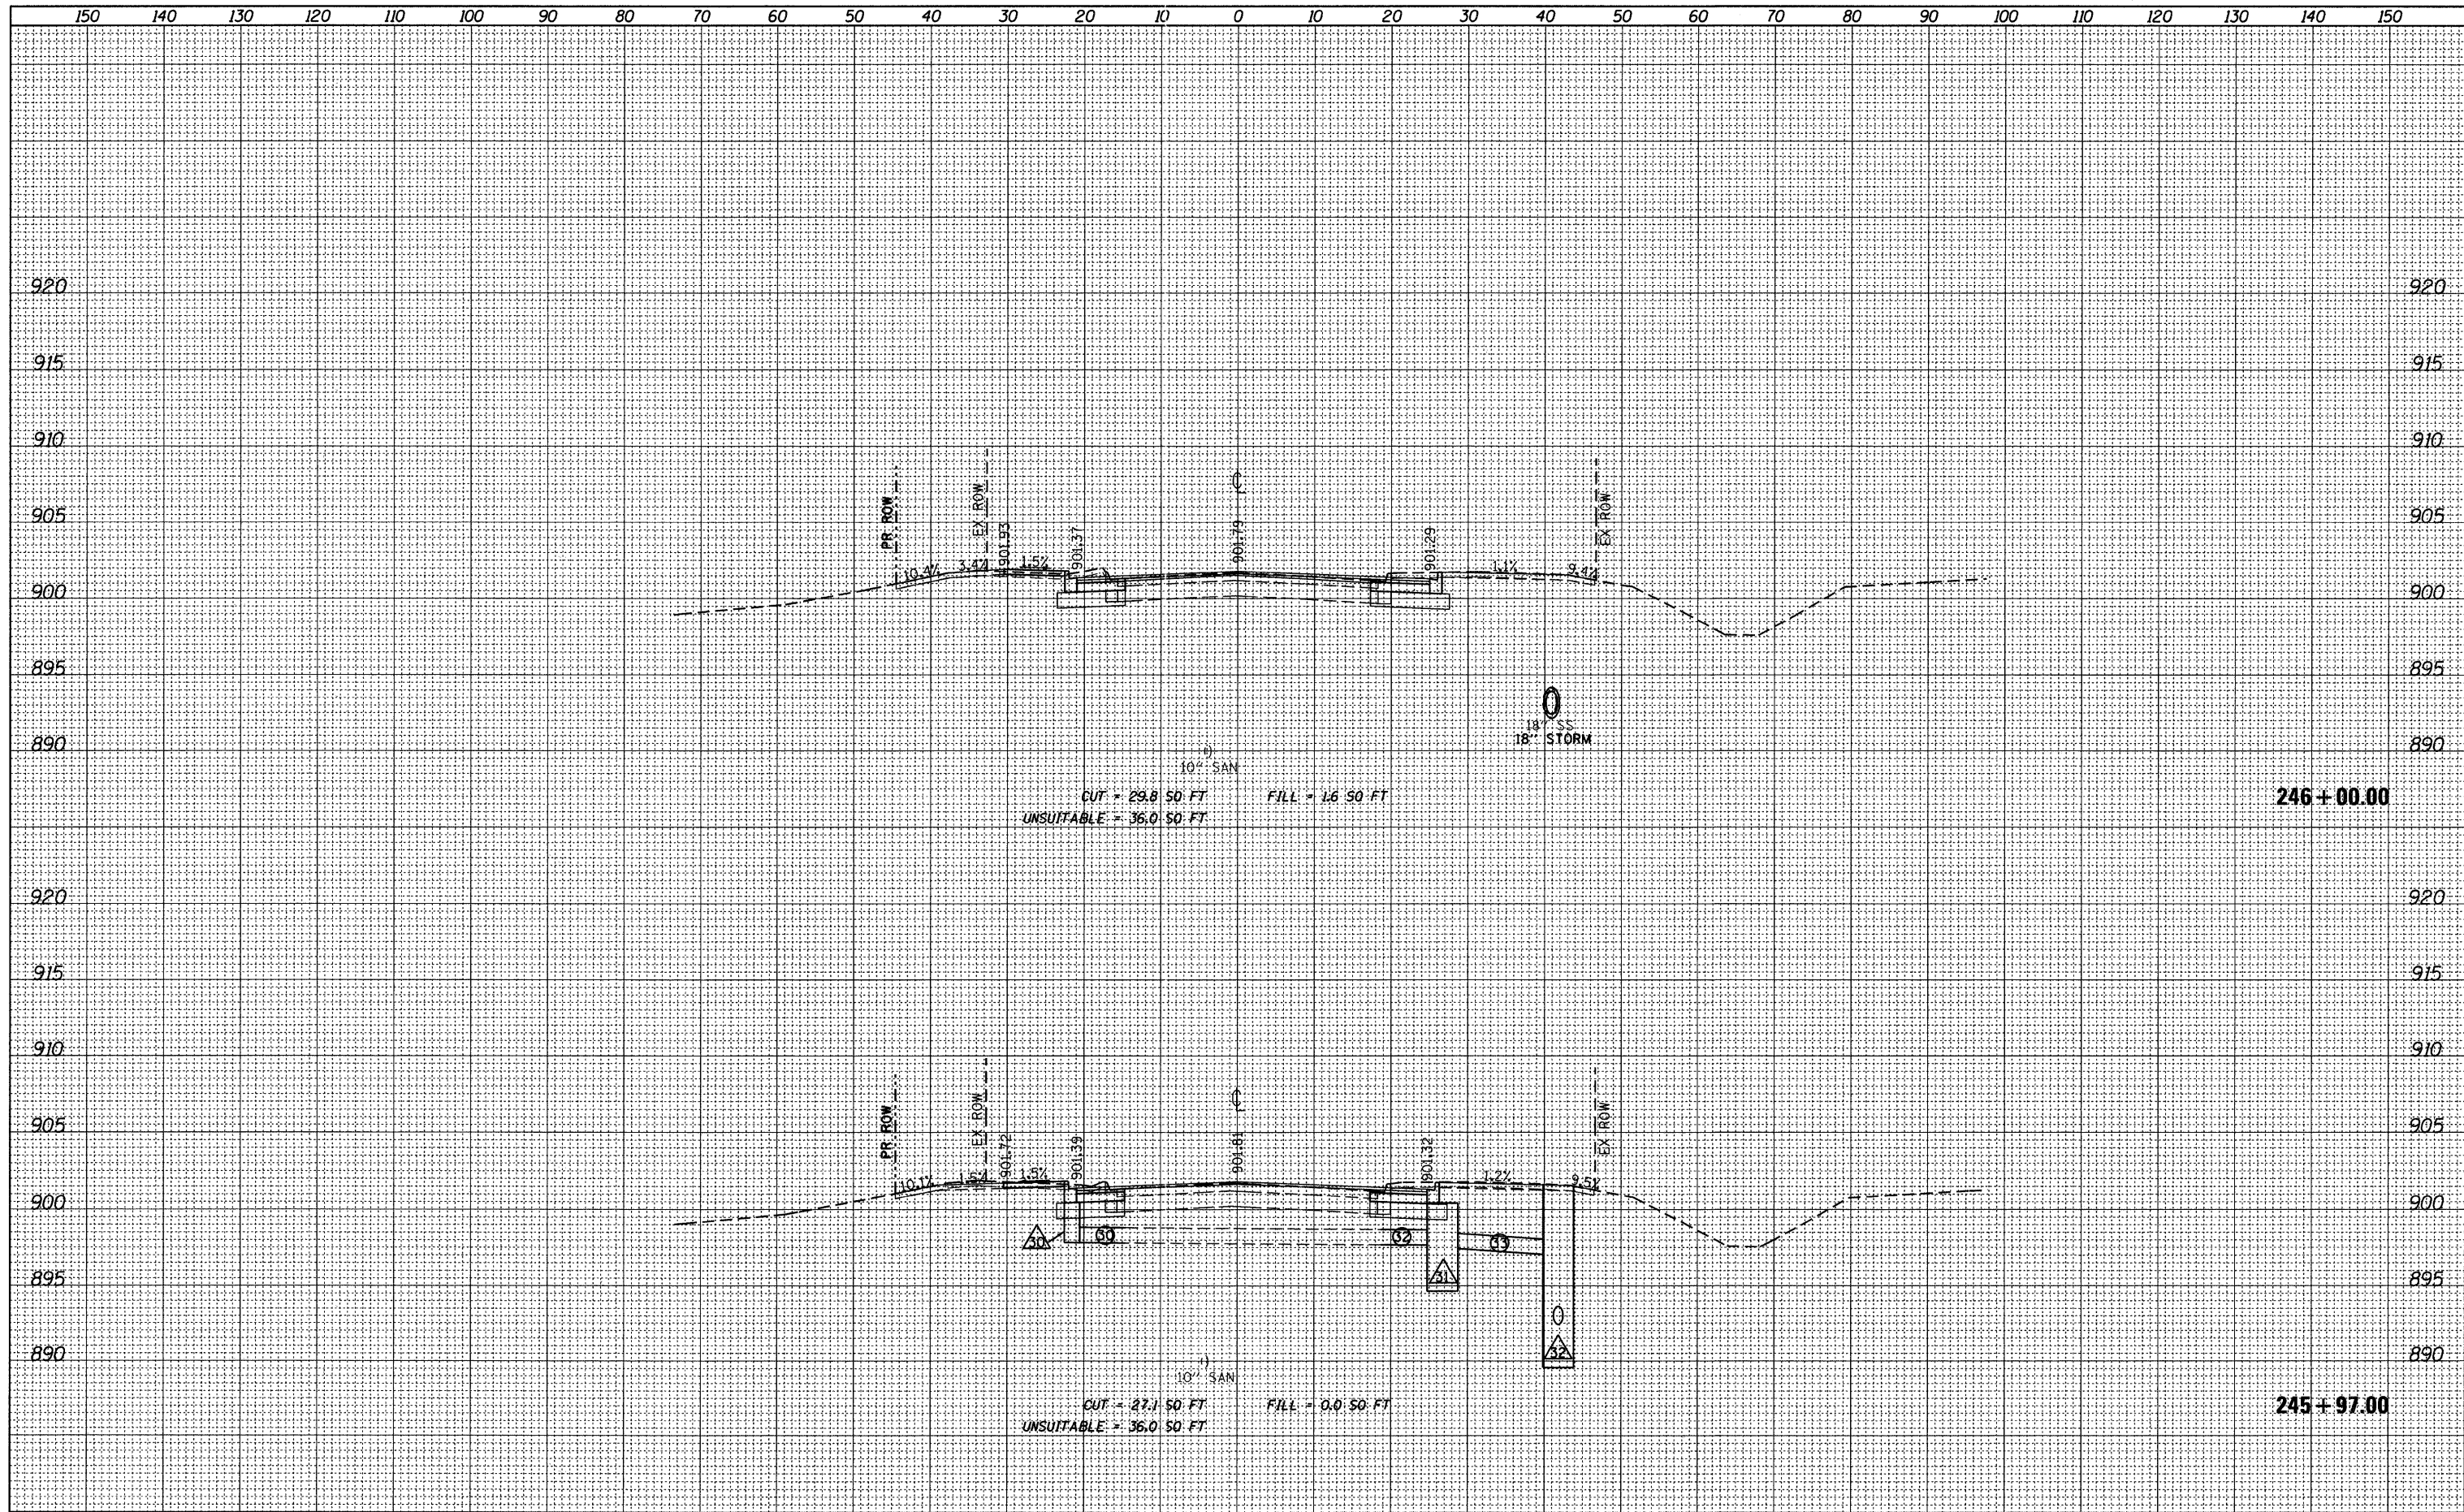 150 140 130 120 110 100 90 80 70 60 50 40 30 20 10 0 10 20 30 40 50 60 70 80 90 100 110 120 130 140 150
920 920
915 915
910 910
905 905
900 900
895 895
890 890
PR ROW
EX ROW
901.93
901.37
CL
901.79
901.29
EX ROW
10.4% 3.4% 1.5% 1.1% 9.4%
18" SS
18" STORM
10" SAN
CUT = 29.8 SQ FT FILL = 1.6 SQ FT
UNSUITABLE = 36.0 SQ FT
246+00.00
920 920
915 915
910 910
905 905
900 900
895 895
890 890
PR ROW
EX ROW
901.72
901.39
CL
901.81
901.32
EX ROW
10.1% 1.5% 1.5% 1.2% 9.5%
30 30 32 33
31
32
10" SAN
CUT = 27.1 SQ FT FILL = 0.0 SQ FT
UNSUITABLE = 36.0 SQ FT
245+97.00